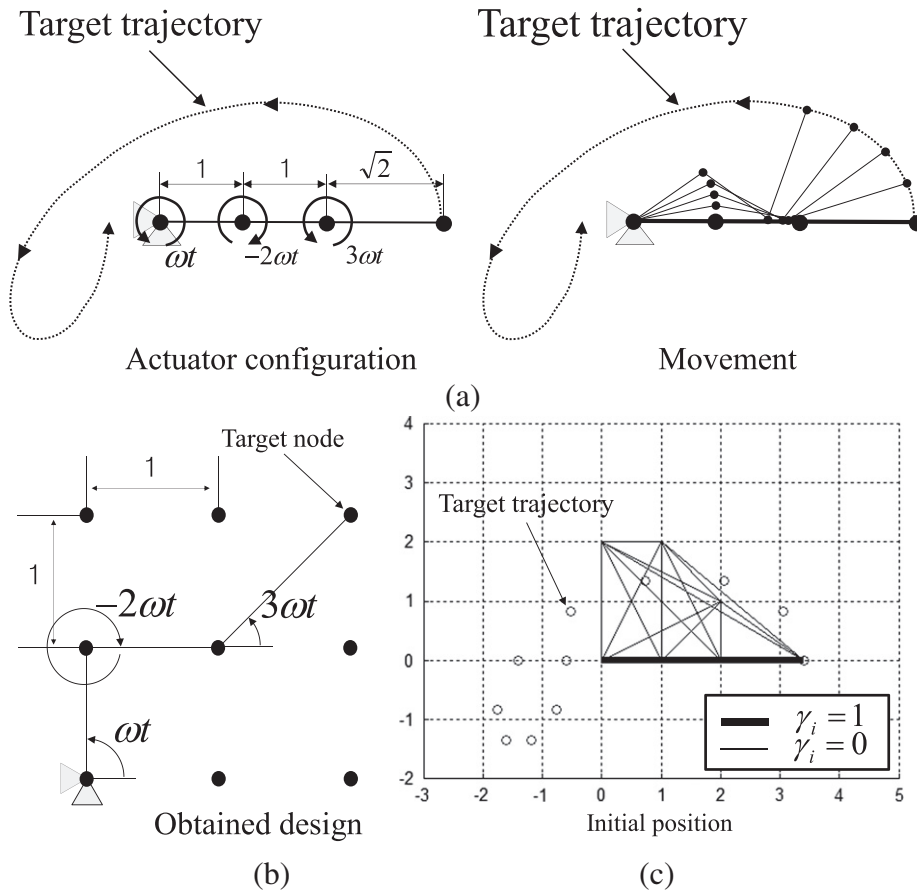 Target trajectory
Target trajectory
1
1
√2
ωt
−2ωt
3ωt
Actuator configuration
Movement
(a)
Target node
1
1
−2ωt
3ωt
ωt
Obtained design
(b)
4
3
2
1
0
-1
-2
-3
-2
-1
0
1
2
3
4
5
Target trajectory
γᵢ = 1
γᵢ = 0
Initial position
(c)